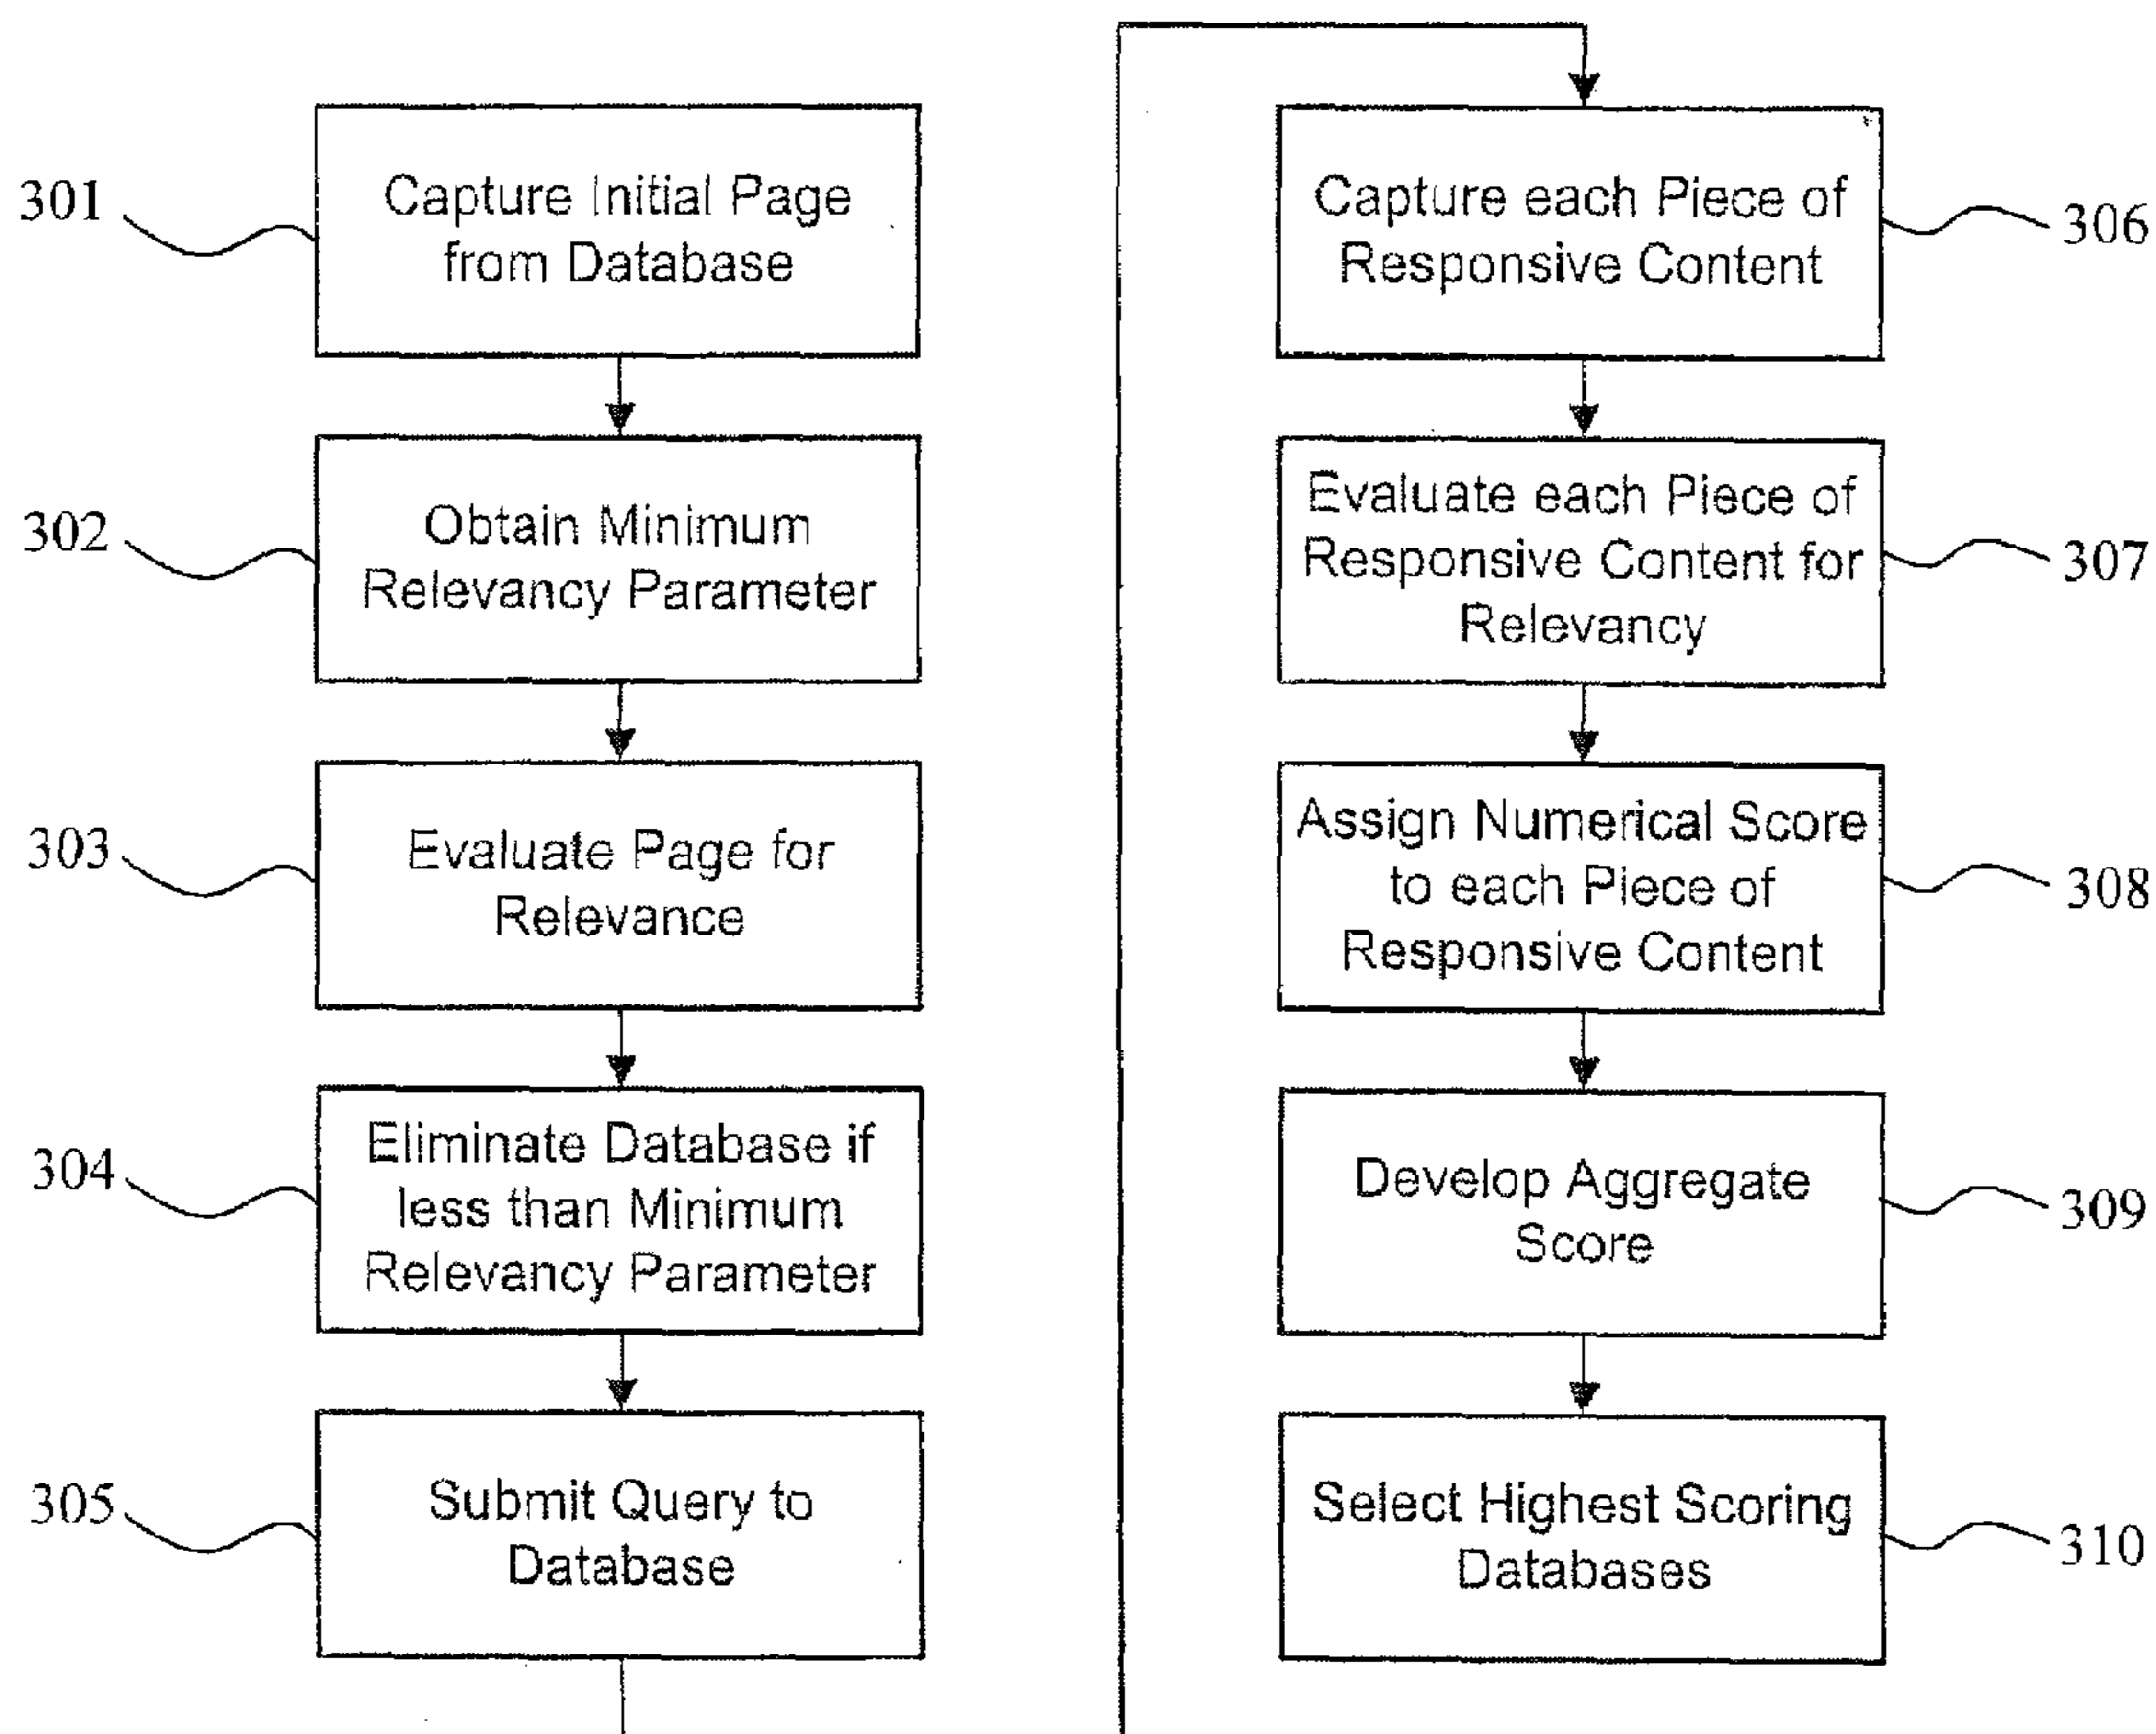 301
Capture Initial Page
from Database
302
Obtain Minimum
Relevancy Parameter
303
Evaluate Page for
Relevance
304
Eliminate Database if
less than Minimum
Relevancy Parameter
305
Submit Query to
Database
Capture each Piece of
Responsive Content
306
Evaluate each Piece of
Responsive Content for
Relevancy
307
Assign Numerical Score
to each Piece of
Responsive Content
308
Develop Aggregate
Score
309
Select Highest Scoring
Databases
310